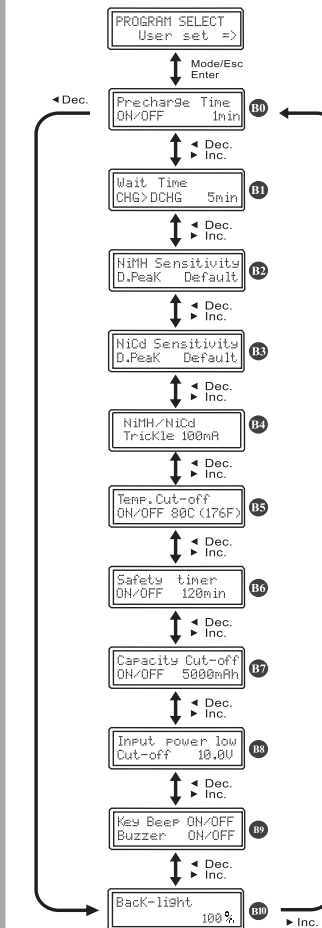 PROGRAM SELECT
User set =>
Mode/Esc
Enter
◄ Dec.
Precharge Time
ON/OFF 1min
B0
◄ Dec.
► Inc.
Wait Time
CHG>DCHG 5min
B1
◄ Dec.
► Inc.
NiMH Sensitivity
D.Peak Default
B2
◄ Dec.
► Inc.
NiCd Sensitivity
D.Peak Default
B3
◄ Dec.
► Inc.
NiMH/NiCd
Trickle 100mA
B4
◄ Dec.
► Inc.
Temp.Cut-off
ON/OFF 80C(176F)
B5
◄ Dec.
► Inc.
Safety timer
ON/OFF 120min
B6
◄ Dec.
► Inc.
Capacity Cut-off
ON/OFF 5000mAh
B7
◄ Dec.
► Inc.
Input power low
Cut-off 10.0V
B8
◄ Dec.
► Inc.
Key Beep ON/OFF
Buzzer ON/OFF
B9
◄ Dec.
► Inc.
Back-light
100%
B10
► Inc.